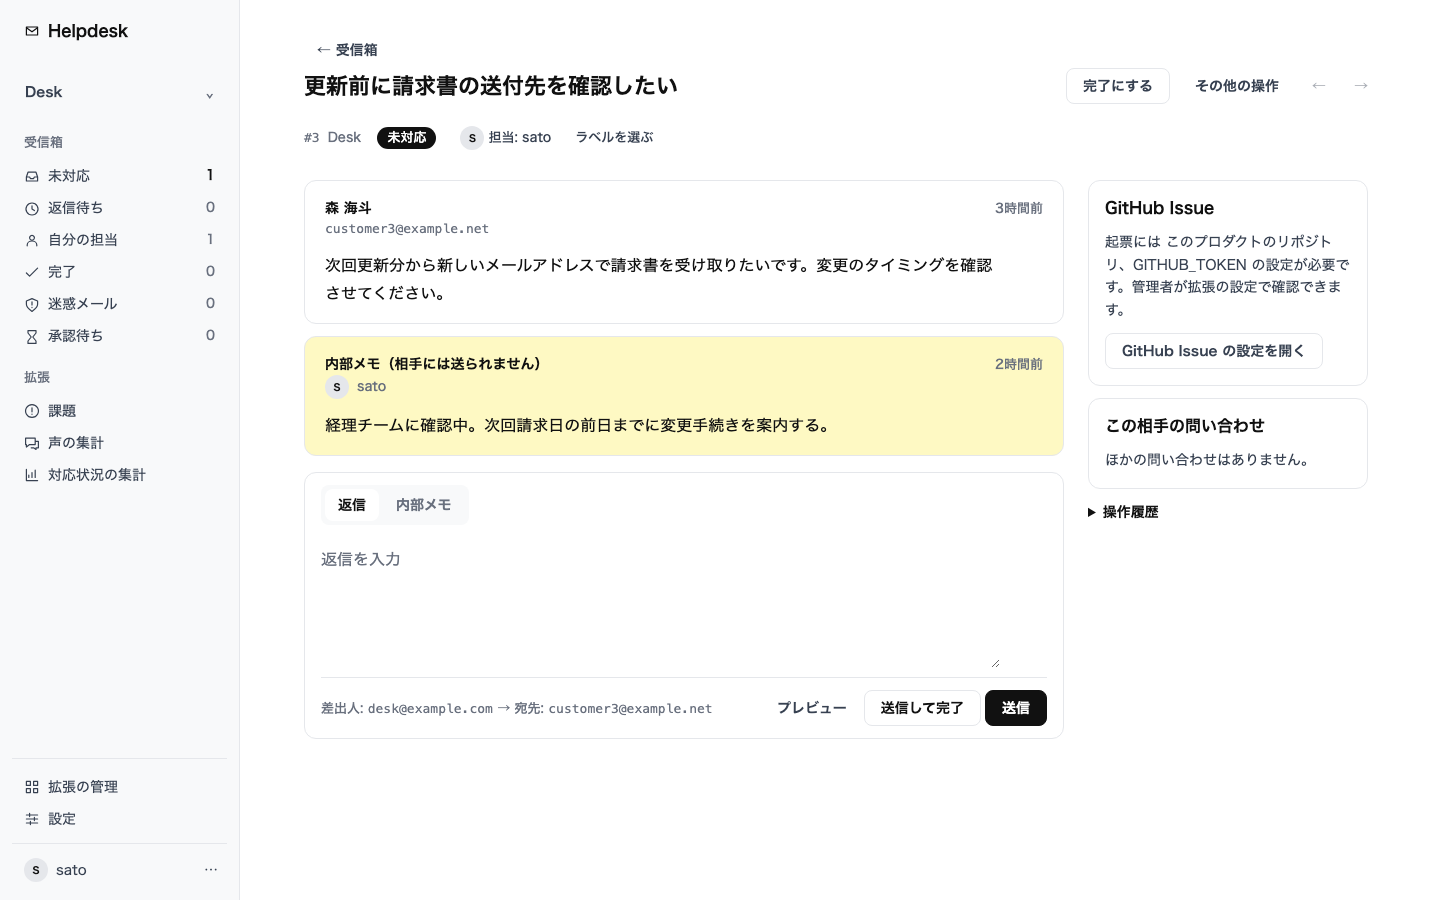 Helpdesk
Desk
受信箱
未対応 1
返信待ち 0
自分の担当 1
完了 0
迷惑メール 0
承認待ち 0
拡張
課題
声の集計
対応状況の集計
拡張の管理
設定
S sato ...
← 受信箱
更新前に請求書の送付先を確認したい
完了にする その他の操作 ← →
#3 Desk 未対応 S 担当: sato ラベルを選ぶ
森 海斗 3時間前
customer3@example.net
次回更新分から新しいメールアドレスで請求書を受け取りたいです。変更のタイミングを確認
させてください。
内部メモ（相手には送られません） 2時間前
S sato
経理チームに確認中。次回請求日の前日までに変更手続きを案内する。
返信 内部メモ
返信を入力
差出人: desk@example.com → 宛先: customer3@example.net プレビュー 送信して完了 送信
GitHub Issue
起票には このプロダクトのリポジト
リ、GITHUB_TOKEN の設定が必要で
す。管理者が拡張の設定で確認できま
す。
GitHub Issue の設定を開く
この相手の問い合わせ
ほかの問い合わせはありません。
▶ 操作履歴